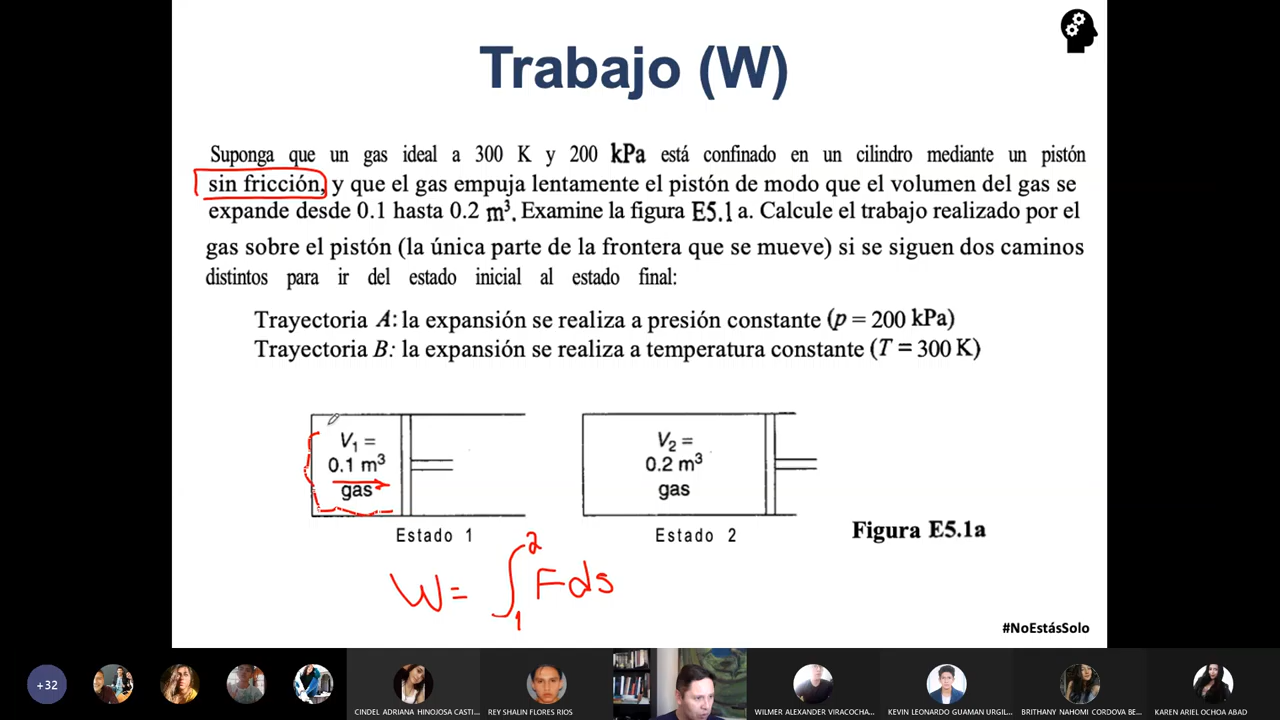 Trabajo (W)
Suponga que un gas ideal a 300 K y 200 kPa está confinado en un cilindro mediante un pistón
sin fricción, y que el gas empuja lentamente el pistón de modo que el volumen del gas se
expande desde 0.1 hasta 0.2 m³. Examine la figura E5.1 a. Calcule el trabajo realizado por el
gas sobre el pistón (la única parte de la frontera que se mueve) si se siguen dos caminos
distintos para ir del estado inicial al estado final:
Trayectoria A: la expansión se realiza a presión constante (p = 200 kPa)
Trayectoria B: la expansión se realiza a temperatura constante (T = 300 K)
V₁ =
0.1 m³
gas
V₂ =
0.2 m³
gas
Estado 1
Estado 2
Figura E5.1a
W = ∫₁² F ds
#NoEstásSolo
+32
CINDEL ADRIANA HINOJOSA CASTI...
REY SHALIN FLORES RIOS
WILMER ALEXANDER VIRACOCHA...
KEVIN LEONARDO GUAMAN URGIL...
BRITHANY NAHOMI CORDOVA BE...
KAREN ARIEL OCHOA ABAD